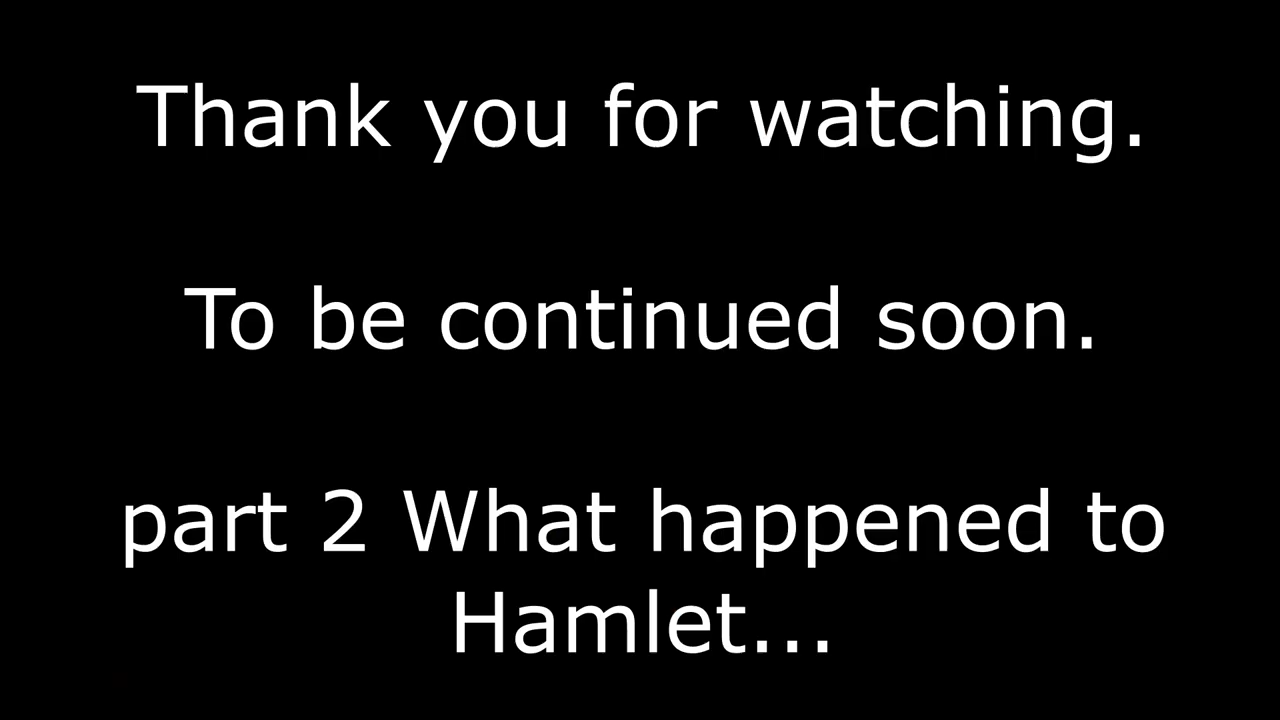 Thank you for watching.
To be continued soon.
part 2 What happened to
Hamlet...